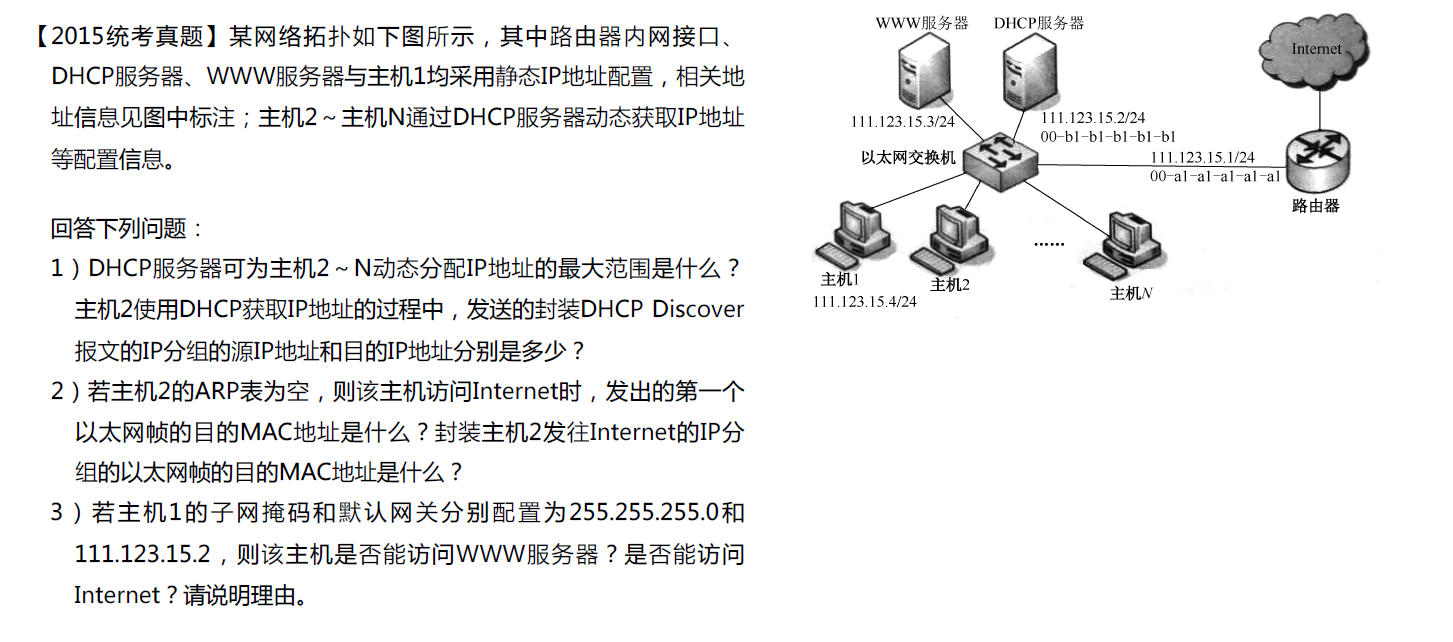 【2015统考真题】某网络拓扑如下图所示，其中路由器内网接口、
DHCP服务器、WWW服务器与主机1均采用静态IP地址配置，相关地
址信息见图中标注；主机2～主机N通过DHCP服务器动态获取IP地址
等配置信息。
回答下列问题：
1）DHCP服务器可为主机2～N动态分配IP地址的最大范围是什么？
主机2使用DHCP获取IP地址的过程中，发送的封装DHCP Discover
报文的IP分组的源IP地址和目的IP地址分别是多少？
2）若主机2的ARP表为空，则该主机访问Internet时，发出的第一个
以太网帧的目的MAC地址是什么？封装主机2发往Internet的IP分
组的以太网帧的目的MAC地址是什么？
3）若主机1的子网掩码和默认网关分别配置为255.255.255.0和
111.123.15.2，则该主机是否能访问WWW服务器？是否能访问
Internet？请说明理由。
WWW服务器
DHCP服务器
Internet
111.123.15.3/24
111.123.15.2/24
00-b1-b1-b1-b1-b1
以太网交换机
111.123.15.1/24
00-a1-a1-a1-a1-a1
路由器
······
主机1
111.123.15.4/24
主机2
主机N